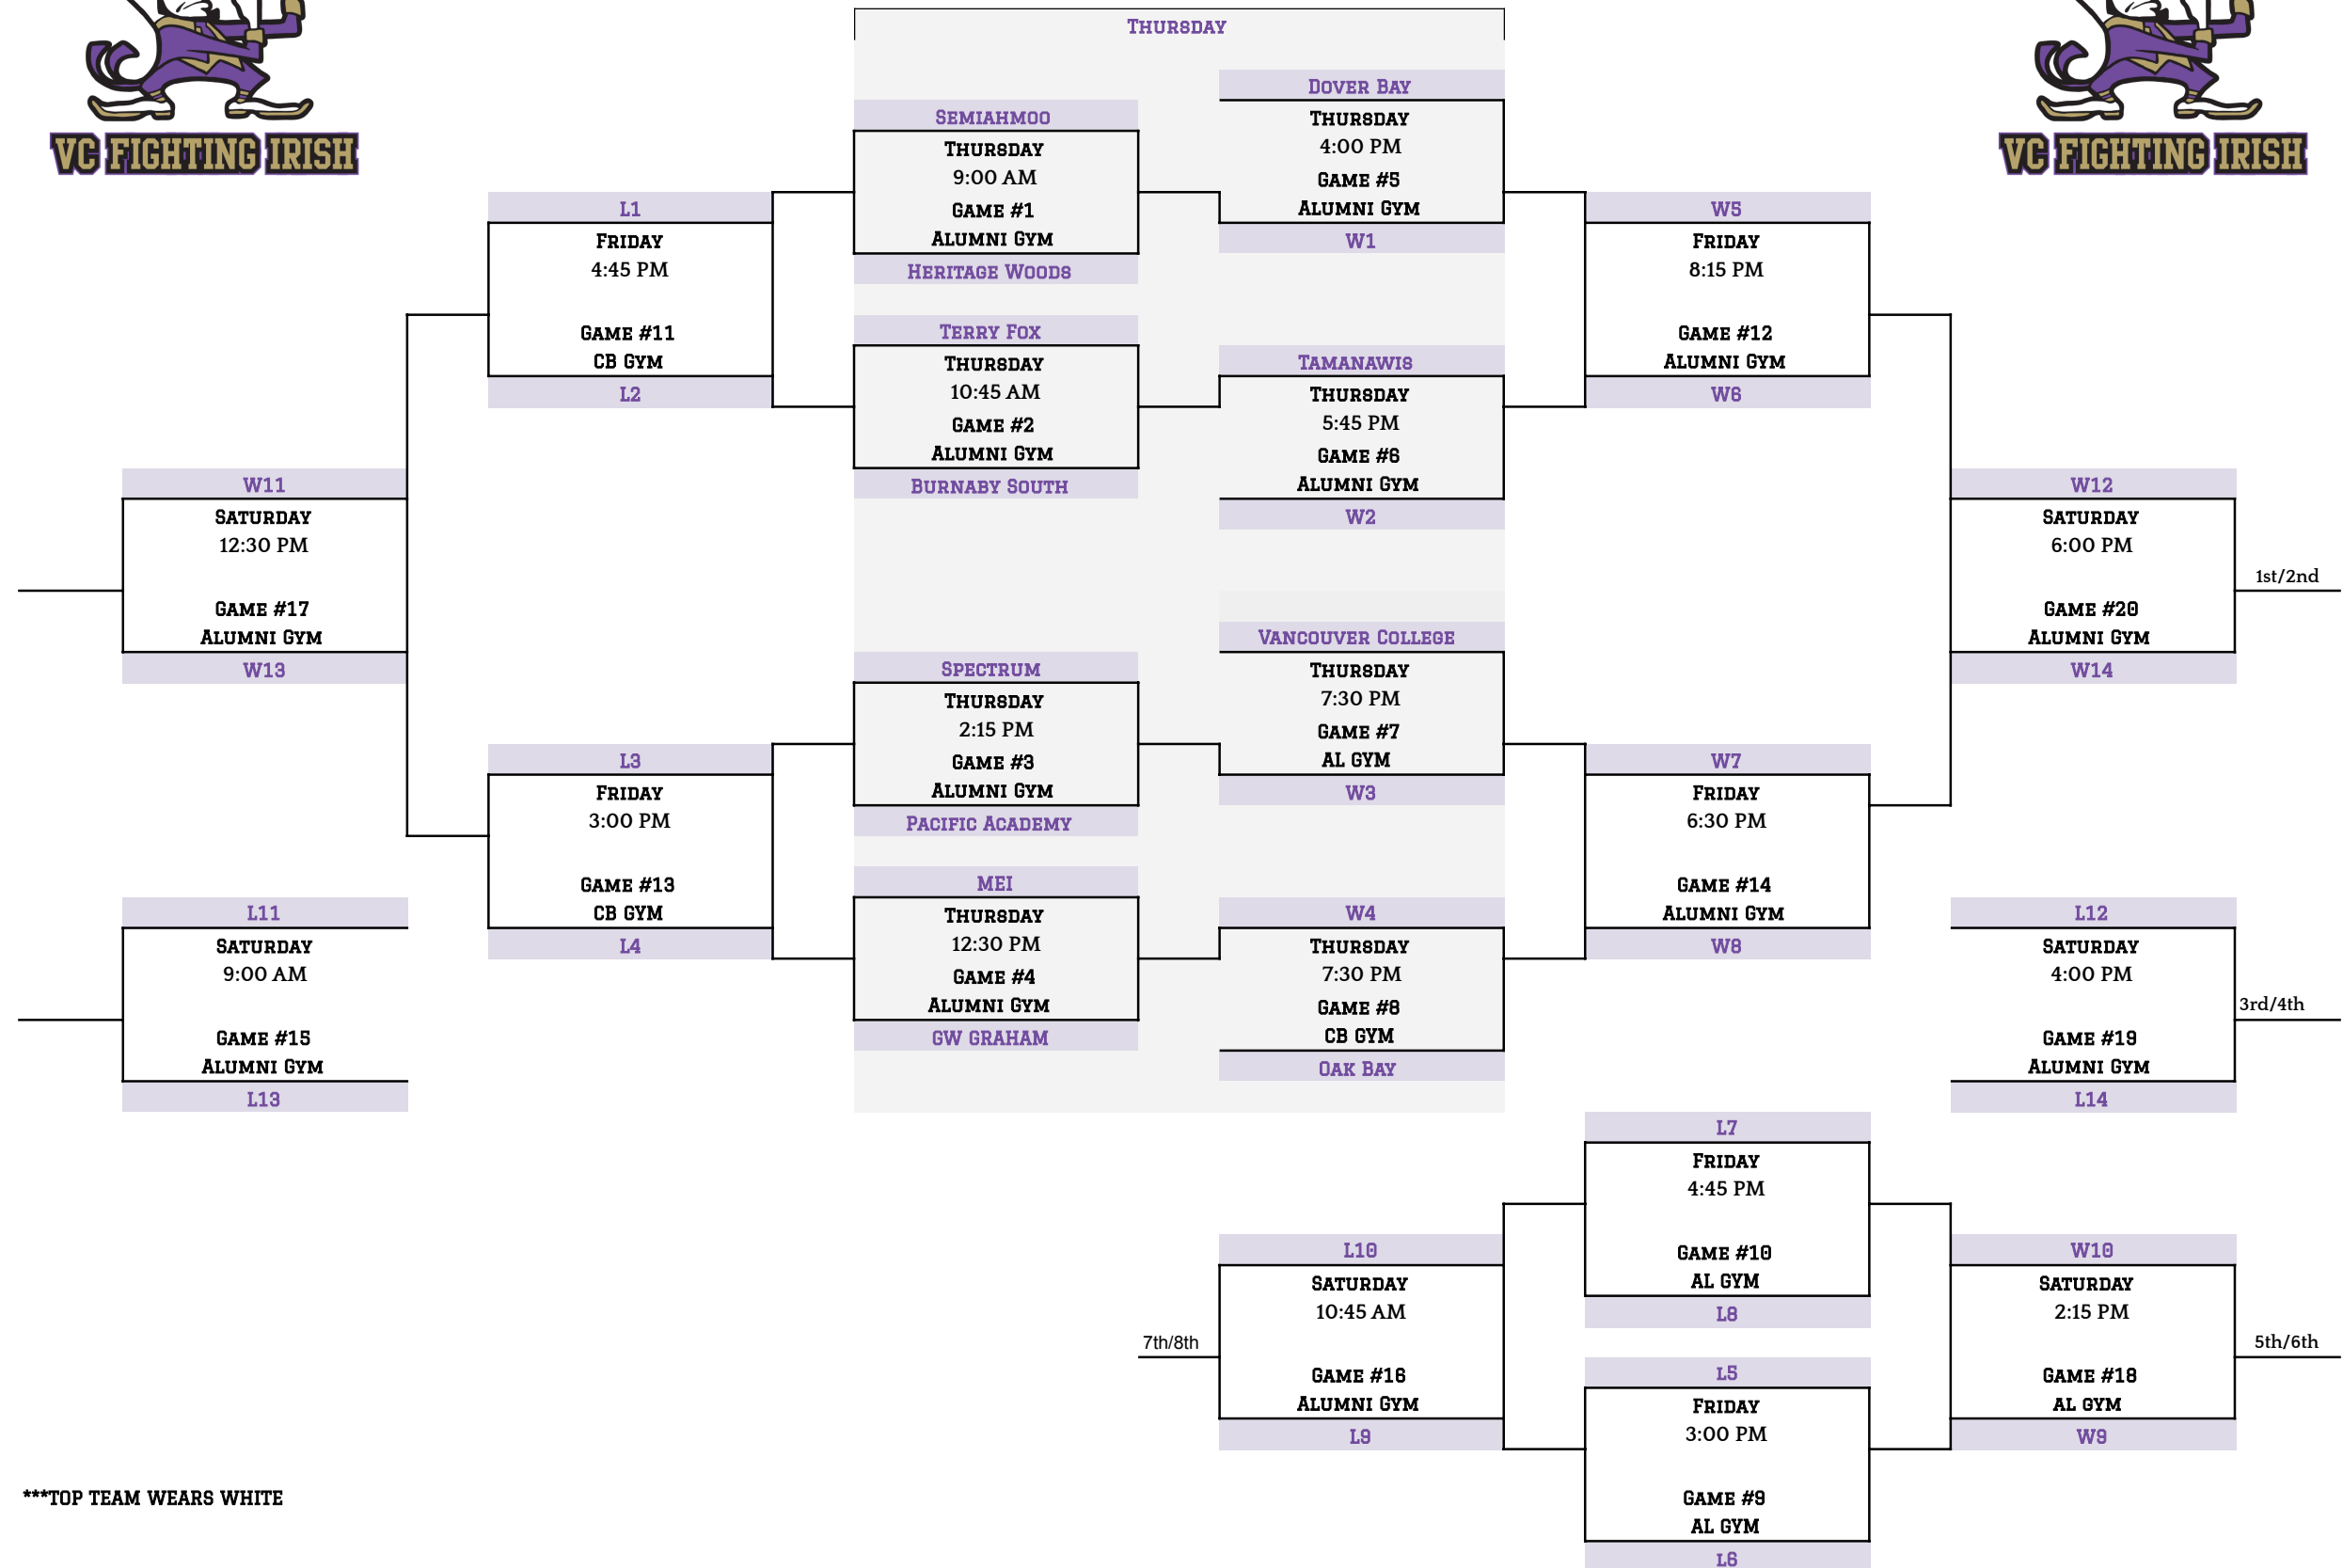 VC FIGHTING IRISH
VC FIGHTING IRISH
THURSDAY
SEMIAHMOO
THURSDAY
9:00 AM
GAME #1
ALUMNI GYM
HERITAGE WOODS
TERRY FOX
THURSDAY
10:45 AM
GAME #2
ALUMNI GYM
BURNABY SOUTH
SPECTRUM
THURSDAY
2:15 PM
GAME #3
ALUMNI GYM
PACIFIC ACADEMY
MEI
THURSDAY
12:30 PM
GAME #4
ALUMNI GYM
GW GRAHAM
DOVER BAY
THURSDAY
4:00 PM
GAME #5
ALUMNI GYM
W1
TAMANAWIS
THURSDAY
5:45 PM
GAME #6
ALUMNI GYM
W2
VANCOUVER COLLEGE
THURSDAY
7:30 PM
GAME #7
AL GYM
W3
W4
THURSDAY
7:30 PM
GAME #8
CB GYM
OAK BAY
L1
FRIDAY
4:45 PM
GAME #11
CB GYM
L2
L3
FRIDAY
3:00 PM
GAME #13
CB GYM
L4
W11
SATURDAY
12:30 PM
GAME #17
ALUMNI GYM
W13
L11
SATURDAY
9:00 AM
GAME #15
ALUMNI GYM
L13
W5
FRIDAY
8:15 PM
GAME #12
ALUMNI GYM
W6
W7
FRIDAY
6:30 PM
GAME #14
ALUMNI GYM
W8
W12
SATURDAY
6:00 PM
GAME #20
ALUMNI GYM
W14
1st/2nd
L12
SATURDAY
4:00 PM
GAME #19
ALUMNI GYM
L14
3rd/4th
L7
FRIDAY
4:45 PM
GAME #10
AL GYM
L8
L5
FRIDAY
3:00 PM
GAME #9
AL GYM
L6
L10
SATURDAY
10:45 AM
GAME #16
ALUMNI GYM
L9
7th/8th
W10
SATURDAY
2:15 PM
GAME #18
AL GYM
W9
5th/6th
***TOP TEAM WEARS WHITE